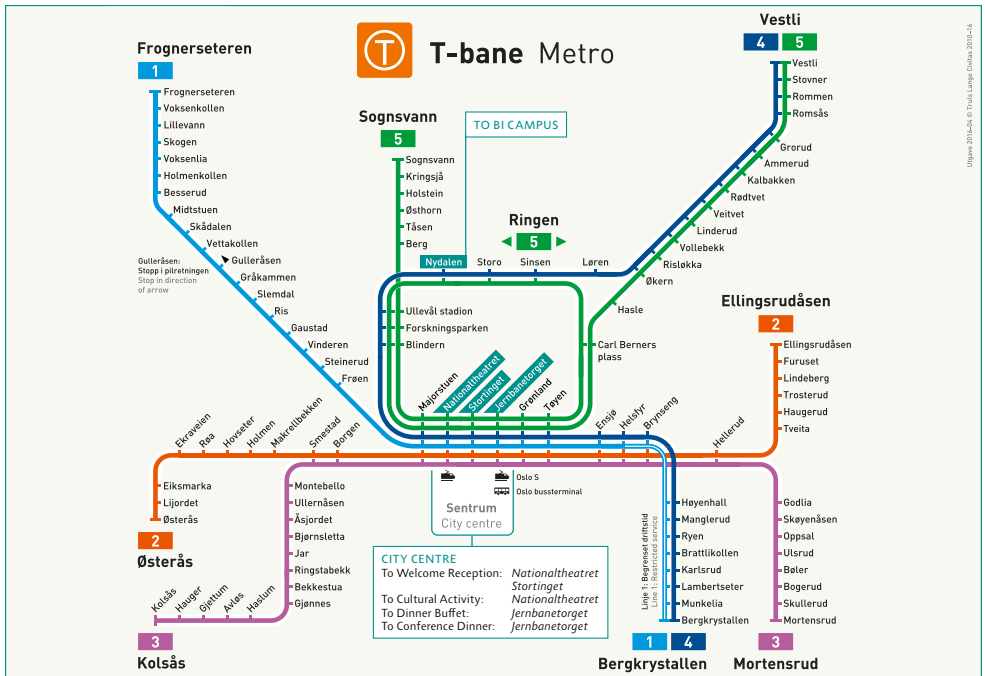 T-bane Metro
Utgave 2016-04 © Truls Lange Civitas 2010-16
Frognerseteren
1
Frognerseteren
Voksenkollen
Lillevann
Skogen
Voksenlia
Holmenkollen
Besserud
Midtstuen
Skådalen
Vettakollen
Gulleråsen
Gråkammen
Slemdal
Ris
Gaustad
Vinderen
Steinerud
Frøen
Gulleråsen:
Stopp i pilretningen
Stop in direction
of arrow
Sognsvann
5
Sognsvann
Kringsjå
Holstein
Østhorn
Tåsen
Berg
TO BI CAMPUS
Ringen
5
Nydalen
Storo
Sinsen
Løren
Ullevål stadion
Forskningsparken
Blindern
Vestli
4 5
Vestli
Stovner
Rommen
Romsås
Grorud
Ammerud
Kalbakken
Rødtvet
Veitvet
Linderud
Vollebekk
Risløkka
Økern
Hasle
Carl Berners
plass
Majorstuen
Nationaltheatret
Stortinget
Jernbanetorget
Grønland
Tøyen
Ensjø
Helsfyr
Brynseng
Hellerud
Ellingsrudåsen
2
Ellingsrudåsen
Furuset
Lindeberg
Trosterud
Haugerud
Tveita
Ekraveien
Røa
Hovseter
Holmen
Makrellbekken
Smestad
Borgen
Eiksmarka
Lijordet
Østerås
2
Østerås
Montebello
Ullernåsen
Åsjordet
Bjørnsletta
Jar
Ringstabekk
Bekkestua
Gjønnes
Kolsås
Hauger
Gjettum
Avløs
Haslum
3
Kolsås
Oslo S
Oslo bussterminal
Sentrum
City centre
CITY CENTRE
To Welcome Reception: Nationaltheatret
Stortinget
To Cultural Activity: Nationaltheatret
To Dinner Buffet: Jernbanetorget
To Conference Dinner: Jernbanetorget
Linje 1: Begrenset driftstid
Line 1: Restricted service
Høyenhall
Manglerud
Ryen
Brattlikollen
Karlsrud
Lambertseter
Munkelia
Bergkrystallen
1 4
Bergkrystallen
Godlia
Skøyenåsen
Oppsal
Ulsrud
Bøler
Bogerud
Skullerud
Mortensrud
3
Mortensrud